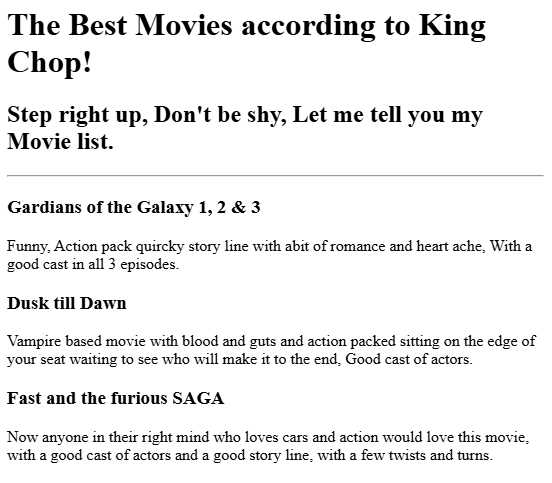 The Best Movies according to King
Chop!
Step right up, Don't be shy, Let me tell you my
Movie list.
Gardians of the Galaxy 1, 2 & 3
Funny, Action pack quircky story line with abit of romance and heart ache, With a
good cast in all 3 episodes.
Dusk till Dawn
Vampire based movie with blood and guts and action packed sitting on the edge of
your seat waiting to see who will make it to the end, Good cast of actors.
Fast and the furious SAGA
Now anyone in their right mind who loves cars and action would love this movie,
with a good cast of actors and a good story line, with a few twists and turns.